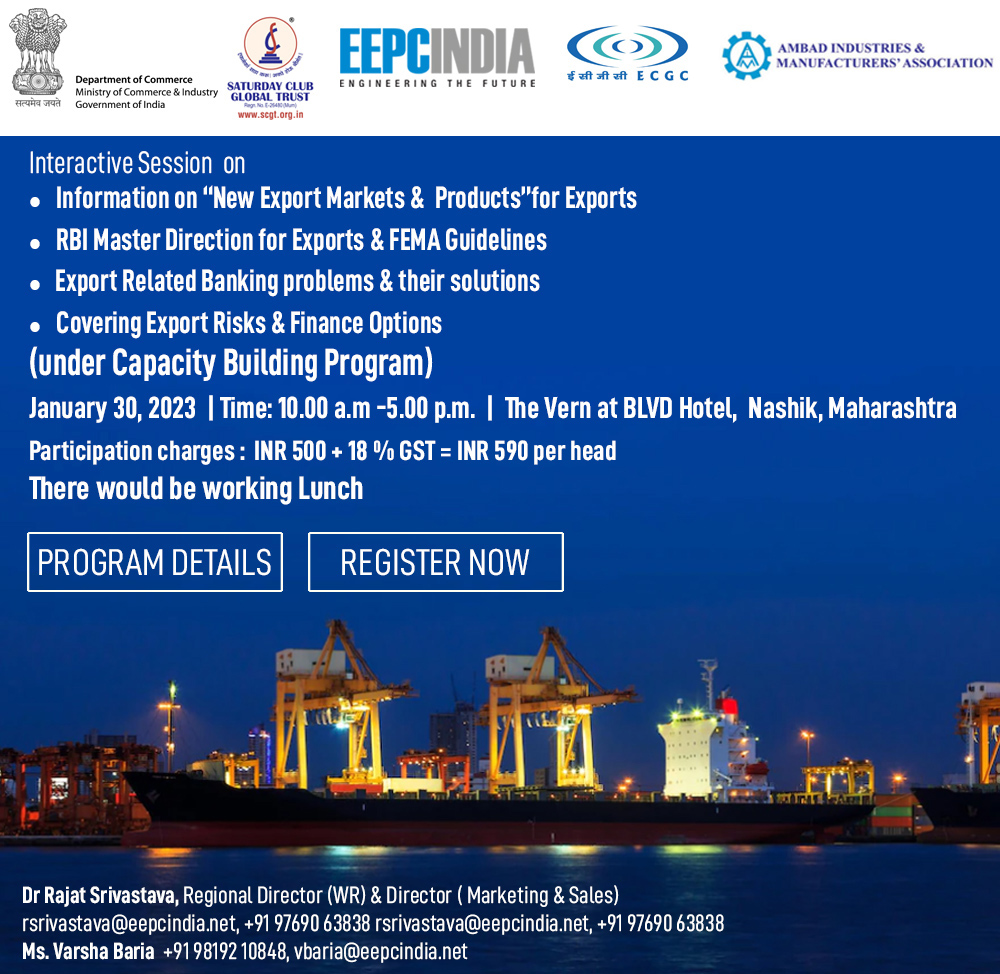 सत्यमेव जयते
Department of Commerce
Ministry of Commerce & Industry
Government of India
SATURDAY CLUB
GLOBAL TRUST
Regn. No. E-26480 (Mum)
www.scgt.org.in
EEPCINDIA
ENGINEERING THE FUTURE
ई सी जी सी E C G C
AMBAD INDUSTRIES &
MANUFACTURERS' ASSOCIATION
Interactive Session on
• Information on “New Export Markets & Products”for Exports
• RBI Master Direction for Exports & FEMA Guidelines
• Export Related Banking problems & their solutions
• Covering Export Risks & Finance Options
(under Capacity Building Program)
January 30, 2023 | Time: 10.00 a.m -5.00 p.m. | The Vern at BLVD Hotel, Nashik, Maharashtra
Participation charges : INR 500 + 18 % GST = INR 590 per head
There would be working Lunch
PROGRAM DETAILS
REGISTER NOW
Dr Rajat Srivastava, Regional Director (WR) & Director ( Marketing & Sales)
rsrivastava@eepcindia.net, +91 97690 63838 rsrivastava@eepcindia.net, +91 97690 63838
Ms. Varsha Baria +91 98192 10848, vbaria@eepcindia.net